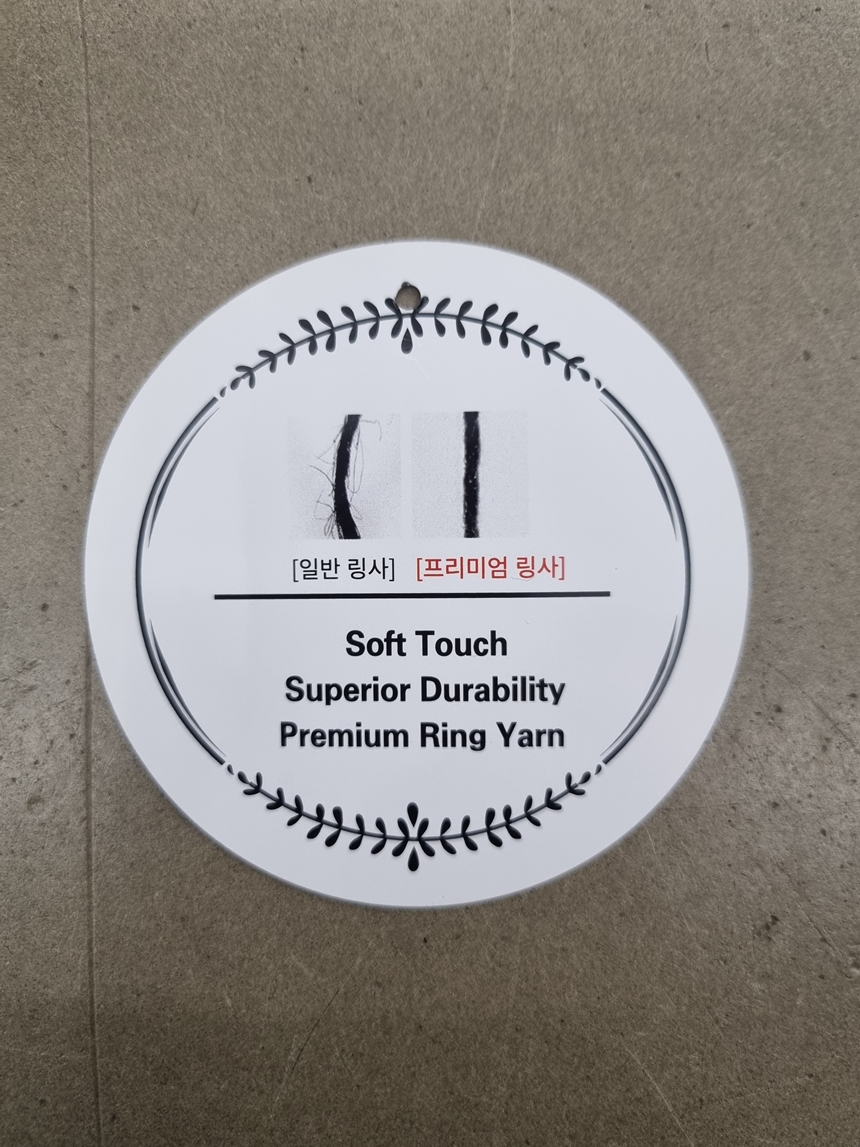 [일반 링사] [프리미엄 링사]
Soft Touch
Superior Durability
Premium Ring Yarn